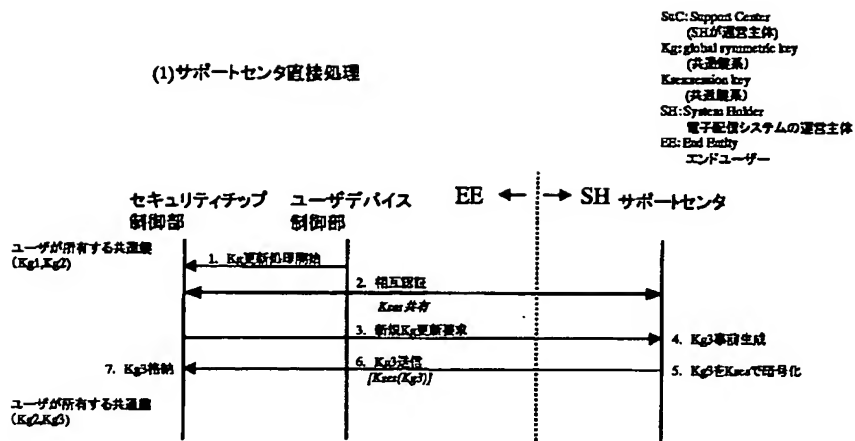 SuC: Support Center
(SHが運営主体)
Kg: global symmetric key
(共通鍵系)
Kses:session key
(共通鍵系)
SH: System Holder
電子配信システムの運営主体
EE: End Entity
エンドユーザー
(1)サポートセンタ直接処理
セキュリティチップ
制御部
ユーザデバイス
制御部
EE ← → SH サポートセンタ
ユーザが所有する共通鍵
(Kg1,Kg2)
1. Kg更新処理開始
2. 相互認証
Kses共有
3. 新規Kg更新要求
4. Kg3事前生成
7. Kg3格納
6. Kg3送信
[Kses(Kg3)]
5. Kg3をKsesで暗号化
ユーザが所有する共通鍵
(Kg2,Kg3)